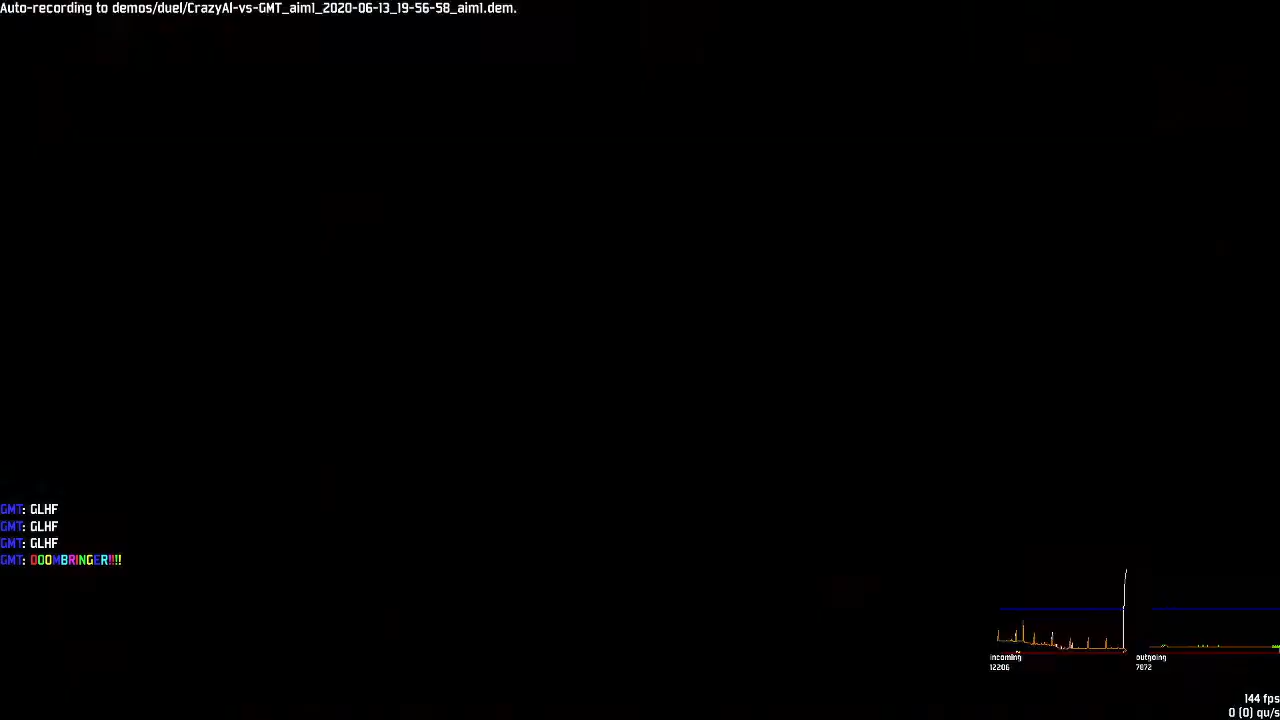 Auto-recording to demos/duel/CrazyAI-vs-GMT_aim1_2020-06-13_19-56-58_aim1.dem.
GMT: GLHF
GMT: GLHF
GMT: GLHF
GMT: DOOMBRINGER!!!!
incoming
12206
outgoing
7872
144 fps
0 (0) qu/s